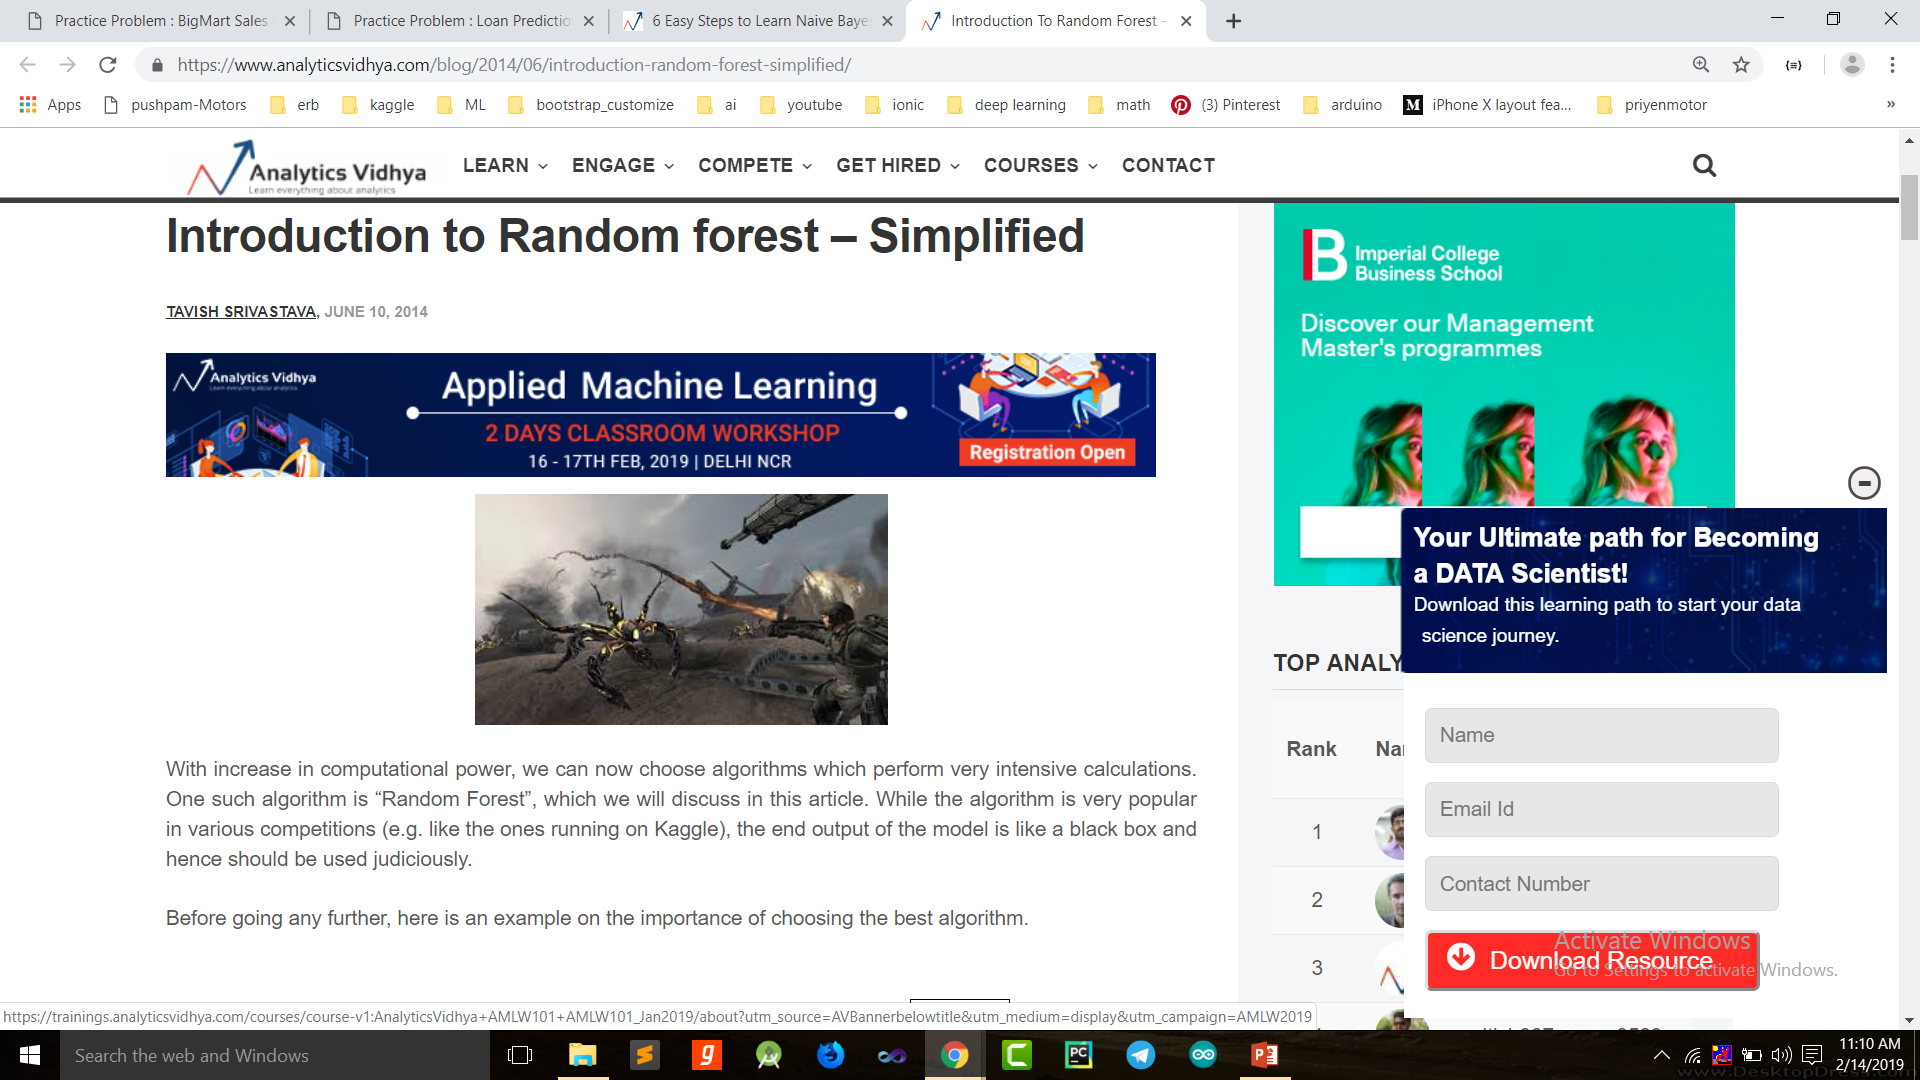 Practice Problem : BigMart Sales
Practice Problem : Loan Predictio
6 Easy Steps to Learn Naive Baye
Introduction To Random Forest -
https://www.analyticsvidhya.com/blog/2014/06/introduction-random-forest-simplified/
Apps
pushpam-Motors
erb
kaggle
ML
bootstrap_customize
ai
youtube
ionic
deep learning
math
(3) Pinterest
arduino
M
iPhone X layout fea...
priyenmotor
»
Analytics Vidhya
Learn everything about analytics
LEARN
ENGAGE
COMPETE
GET HIRED
COURSES
CONTACT
Introduction to Random forest – Simplified
TAVISH SRIVASTAVA, JUNE 10, 2014
Analytics Vidhya
Learn everything about analytics
Applied Machine Learning
2 DAYS CLASSROOM WORKSHOP
16 - 17TH FEB, 2019 | DELHI NCR
Registration Open
With increase in computational power, we can now choose algorithms which perform very intensive calculations.
One such algorithm is “Random Forest”, which we will discuss in this article. While the algorithm is very popular
in various competitions (e.g. like the ones running on Kaggle), the end output of the model is like a black box and
hence should be used judiciously.
Before going any further, here is an example on the importance of choosing the best algorithm.
B Imperial College
Business School
Discover our Management
Master's programmes
TOP ANALY
Rank
Na
1
2
3
Your Ultimate path for Becoming
a DATA Scientist!
Download this learning path to start your data
science journey.
Name
Email Id
Contact Number
Download Resource
Activate Windows
Go to Settings to activate Windows.
https://trainings.analyticsvidhya.com/courses/course-v1:AnalyticsVidhya+AMLW101+AMLW101_Jan2019/about?utm_source=AVBannerbelowtitle&utm_medium=display&utm_campaign=AMLW2019
Search the web and Windows
g
C
PC
P
11:10 AM
2/14/2019